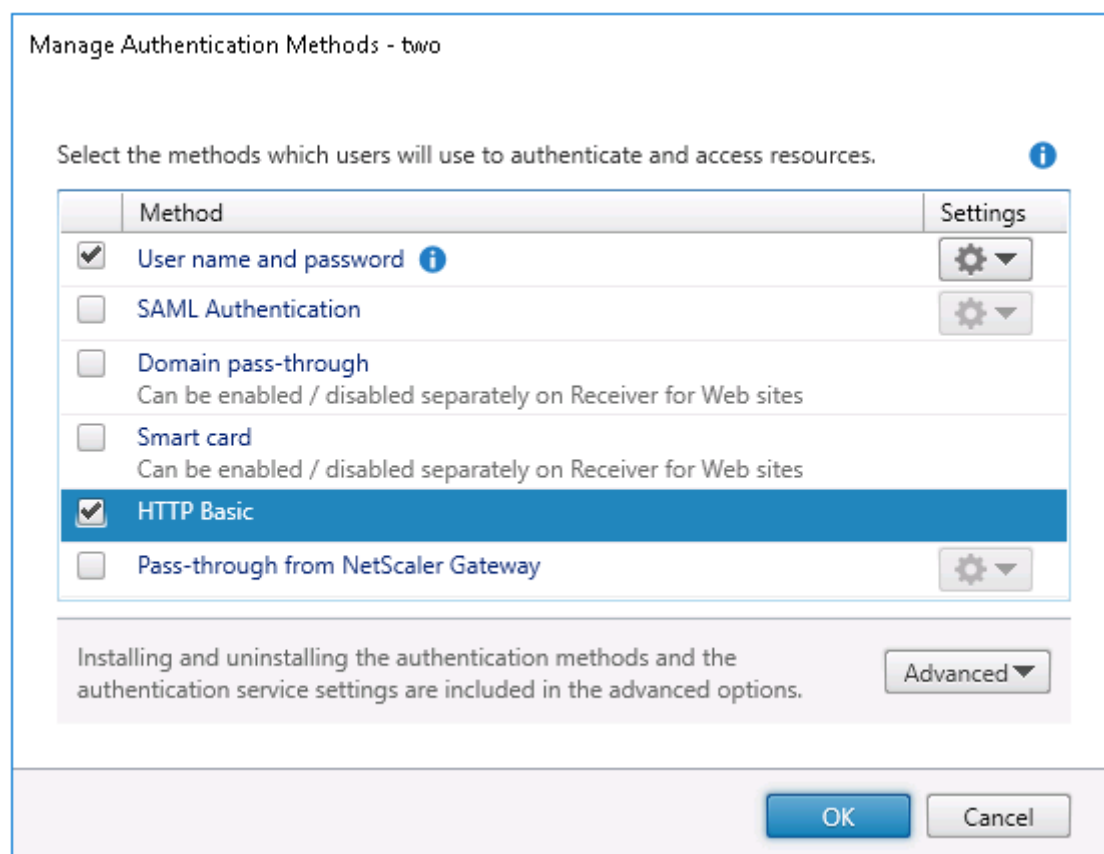 Manage Authentication Methods - two
Select the methods which users will use to authenticate and access resources.
Method Settings
User name and password
SAML Authentication
Domain pass-through
Can be enabled / disabled separately on Receiver for Web sites
Smart card
Can be enabled / disabled separately on Receiver for Web sites
HTTP Basic
Pass-through from NetScaler Gateway
Installing and uninstalling the authentication methods and the
authentication service settings are included in the advanced options.
Advanced
OK Cancel